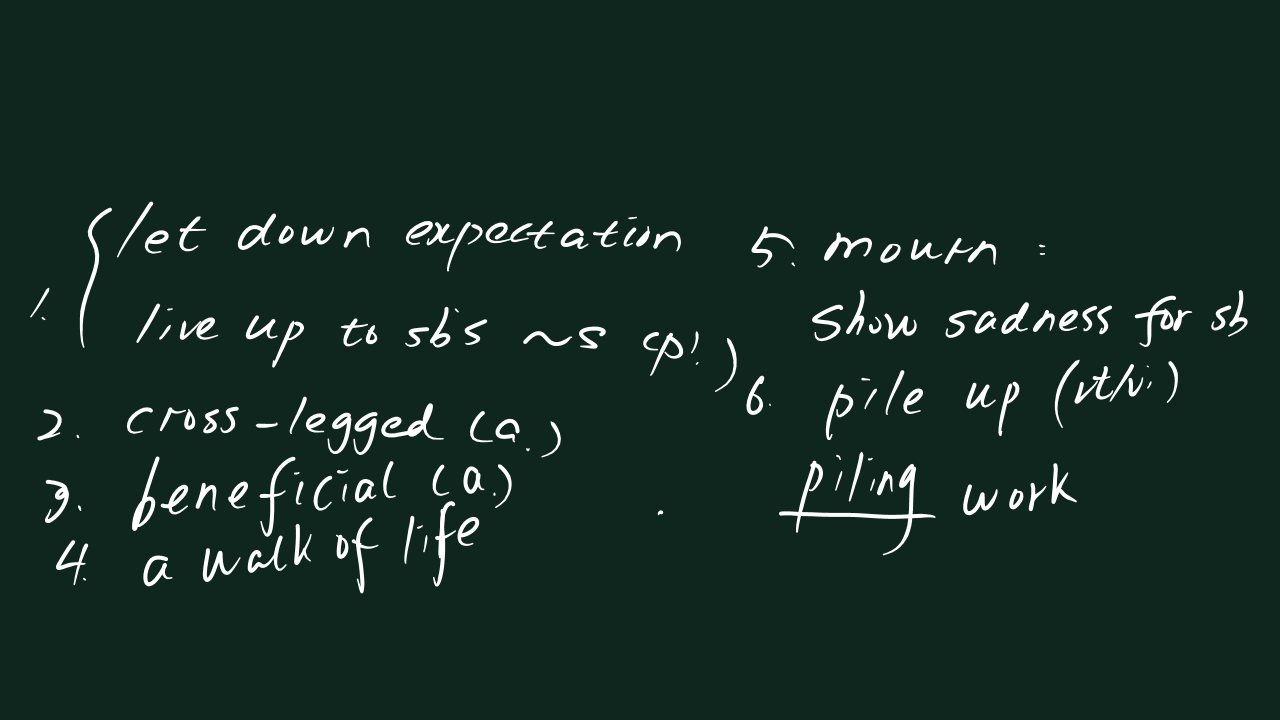 1. { let down expectation
live up to sb's ~s (pl.)
2. cross-legged (a.)
3. beneficial (a.)
4. a walk of life
5. mourn :
show sadness for sb
6. pile up (vt/vi)
piling work